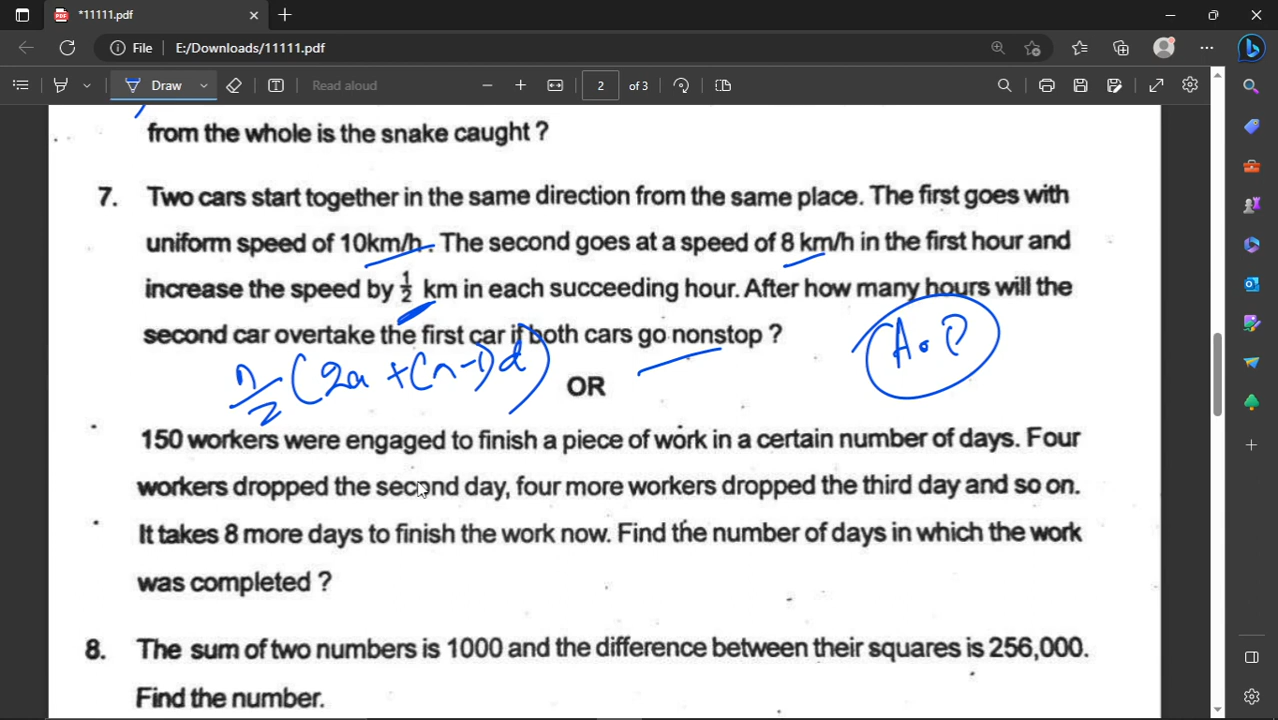 *11111.pdf
File E:/Downloads/11111.pdf
Draw Read aloud 2 of 3
from the whole is the snake caught ?
7. Two cars start together in the same direction from the same place. The first goes with
uniform speed of 10km/h . The second goes at a speed of 8 km/h in the first hour and
increase the speed by 1/2 km in each succeeding hour. After how many hours will the
second car overtake the first car if both cars go nonstop ?
A.P
n/2 (2a + (n-1)d)
OR
150 workers were engaged to finish a piece of work in a certain number of days. Four
workers dropped the second day, four more workers dropped the third day and so on.
It takes 8 more days to finish the work now. Find the number of days in which the work
was completed ?
8. The sum of two numbers is 1000 and the difference between their squares is 256,000.
Find the number.